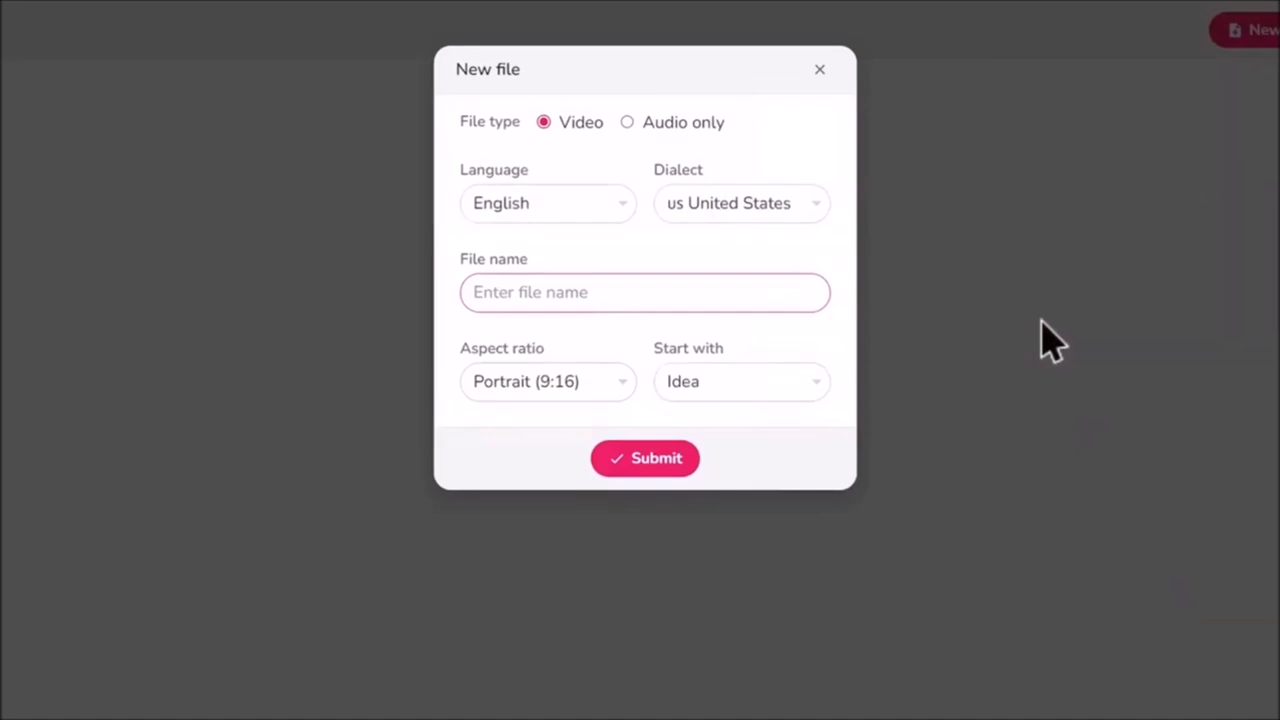 New
New file
File type Video Audio only
Language Dialect
English us United States
File name
Enter file name
Aspect ratio Start with
Portrait (9:16) Idea
Submit